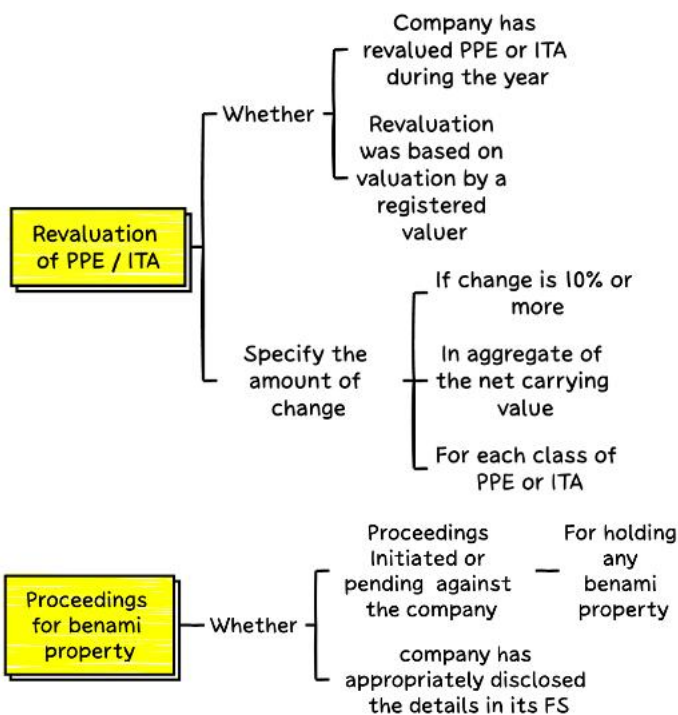 Company has
revalued PPE or ITA
during the year
Whether
Revaluation
was based on
valuation by a
registered
valuer
Revaluation
of PPE / ITA
If change is 10% or
more
Specify the
amount of
change
In aggregate of
the net carrying
value
For each class of
PPE or ITA
Proceedings
Initiated or
pending against
the company
For holding
any
benami
property
Proceedings
for benami
property
Whether
company has
appropriately disclosed
the details in its FS